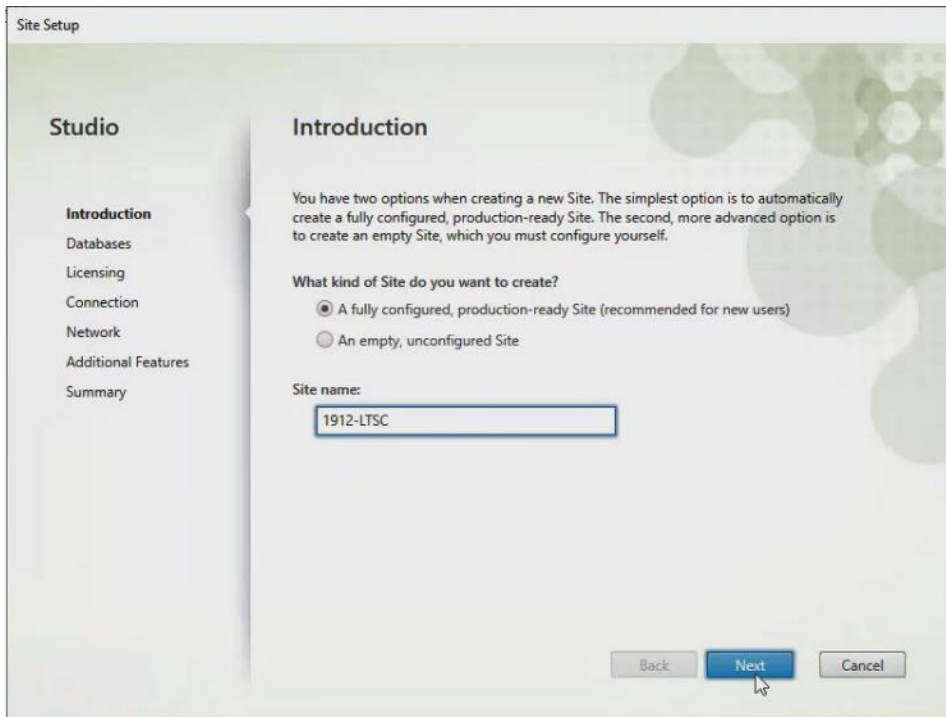 Site Setup
Studio
Introduction
Databases
Licensing
Connection
Network
Additional Features
Summary
Introduction
You have two options when creating a new Site. The simplest option is to automatically
create a fully configured, production-ready Site. The second, more advanced option is
to create an empty Site, which you must configure yourself.
What kind of Site do you want to create?
A fully configured, production-ready Site (recommended for new users)
An empty, unconfigured Site
Site name:
1912-LTSC
Back
Next
Cancel